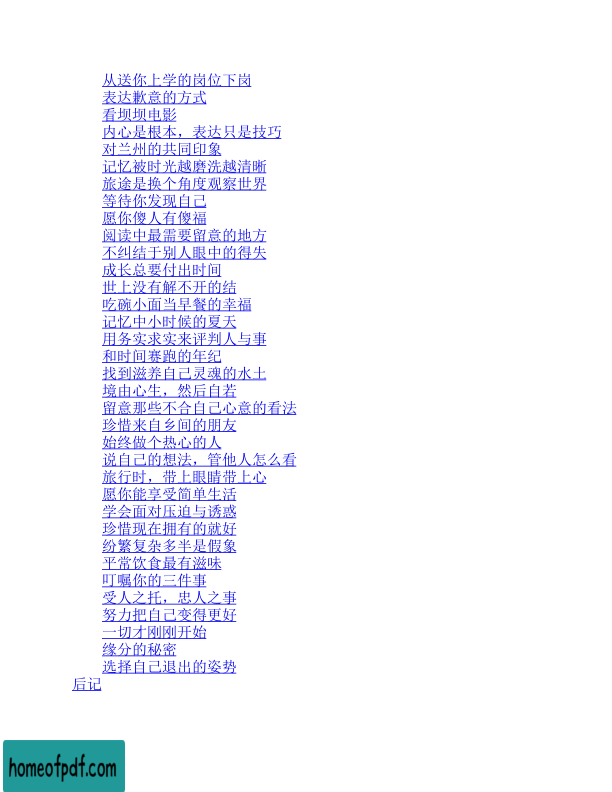 从送你上学的岗位下岗
表达歉意的方式
看坝坝电影
内心是根本，表达只是技巧
对兰州的共同印象
记忆被时光越磨洗越清晰
旅途是换个角度观察世界
等待你发现自己
愿你傻人有傻福
阅读中最需要留意的地方
不纠结于别人眼中的得失
成长总要付出时间
世上没有解不开的结
吃碗小面当早餐的幸福
记忆中小时候的夏天
用务实求实来评判人与事
和时间赛跑的年纪
找到滋养自己灵魂的水土
境由心生，然后自若
留意那些不合自己心意的看法
珍惜来自乡间的朋友
始终做个热心的人
说自己的想法，管他人怎么看
旅行时，带上眼睛带上心
愿你能享受简单生活
学会面对压迫与诱惑
珍惜现在拥有的就好
纷繁复杂多半是假象
平常饮食最有滋味
叮嘱你的三件事
受人之托，忠人之事
努力把自己变得更好
一切才刚刚开始
缘分的秘密
选择自己退出的姿势
后记
homeofpdf.com